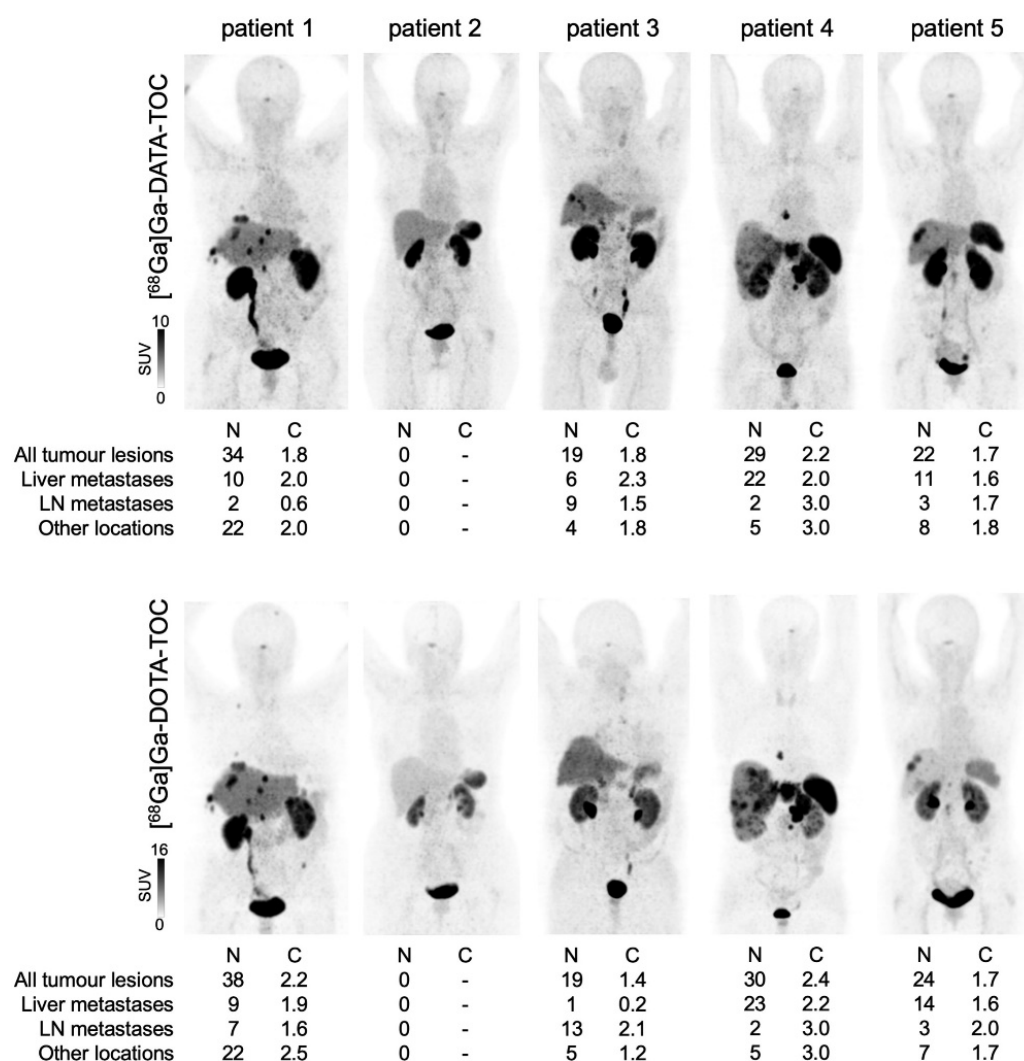 patient 1 patient 2 patient 3 patient 4 patient 5
[⁶⁸Ga]Ga-DATA-TOC
SUV
10
0
N C N C N C N C N C
All tumour lesions 34 1.8 0 - 19 1.8 29 2.2 22 1.7
Liver metastases 10 2.0 0 - 6 2.3 22 2.0 11 1.6
LN metastases 2 0.6 0 - 9 1.5 2 3.0 3 1.7
Other locations 22 2.0 0 - 4 1.8 5 3.0 8 1.8
[⁶⁸Ga]Ga-DOTA-TOC
SUV
16
0
N C N C N C N C N C
All tumour lesions 38 2.2 0 - 19 1.4 30 2.4 24 1.7
Liver metastases 9 1.9 0 - 1 0.2 23 2.2 14 1.6
LN metastases 7 1.6 0 - 13 2.1 2 3.0 3 2.0
Other locations 22 2.5 0 - 5 1.2 5 3.0 7 1.7